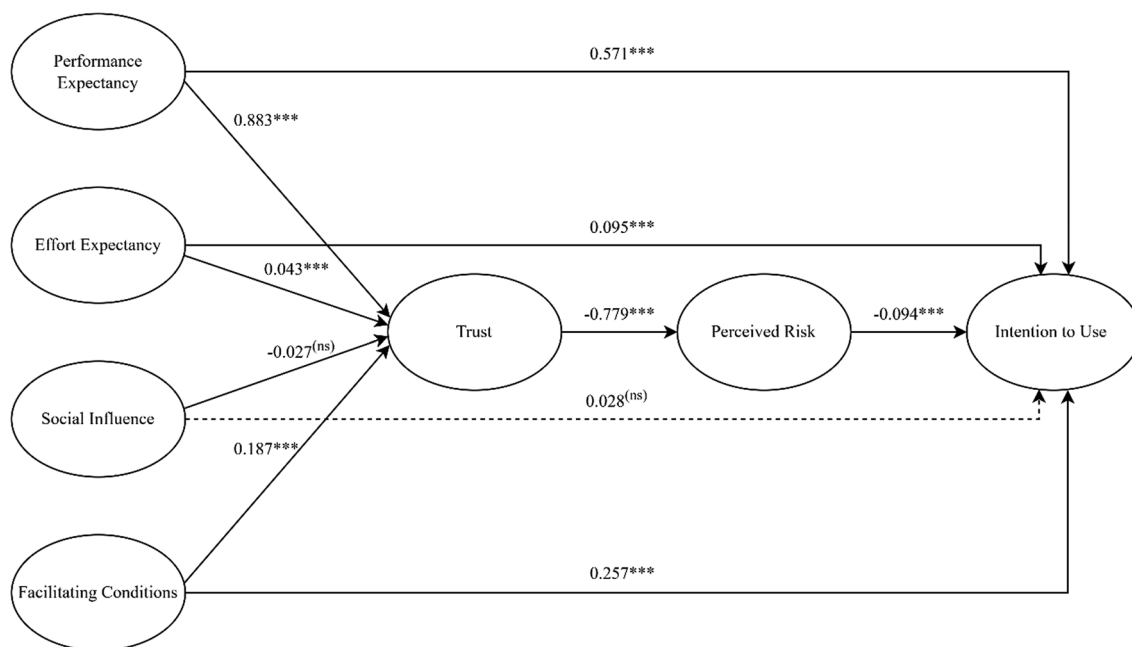 Performance
Expectancy
0.571***
0.883***
Effort Expectancy
0.095***
0.043***
Trust
-0.779***
Perceived Risk
-0.094***
Intention to Use
-0.027(ns)
Social Influence
0.028(ns)
0.187***
Facilitating Conditions
0.257***